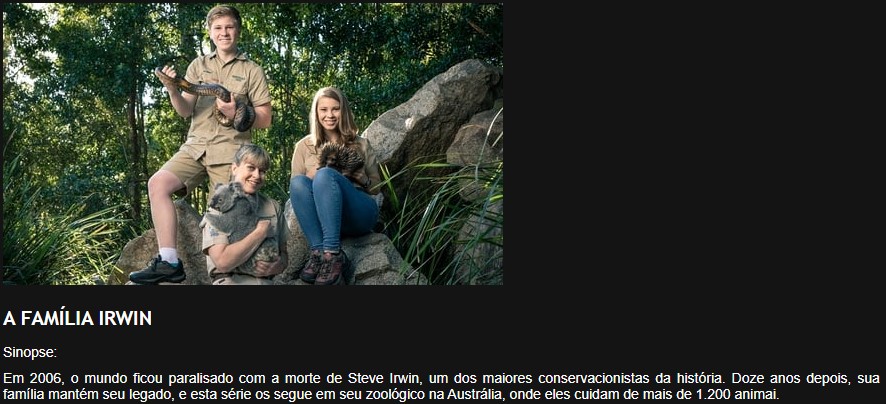 A FAMÍLIA IRWIN
Sinopse:
Em 2006, o mundo ficou paralisado com a morte de Steve Irwin, um dos maiores conservacionistas da história. Doze anos depois, sua
família mantém seu legado, e esta série os segue em seu zoológico na Austrália, onde eles cuidam de mais de 1.200 animai.